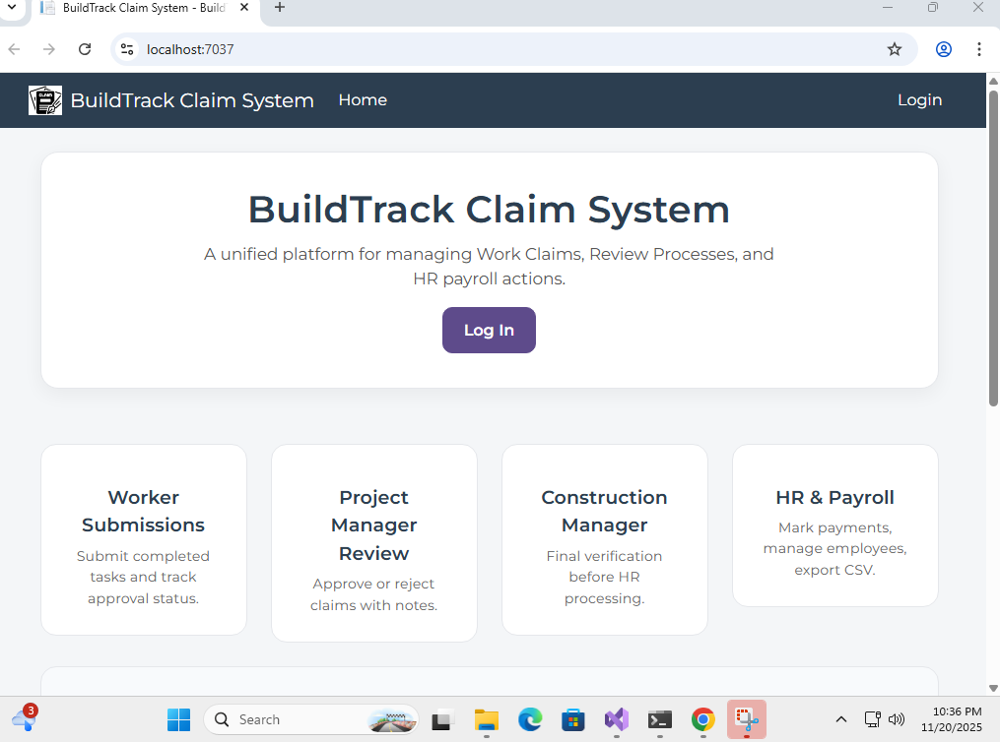 BuildTrack Claim System - Build
localhost:7037
BuildTrack Claim System
Home
Login
BuildTrack Claim System
A unified platform for managing Work Claims, Review Processes, and
HR payroll actions.
Log In
Worker
Submissions
Submit completed
tasks and track
approval status.
Project
Manager
Review
Approve or reject
claims with notes.
Construction
Manager
Final verification
before HR
processing.
HR & Payroll
Mark payments,
manage employees,
export CSV.
3
Search
10:36 PM
11/20/2025